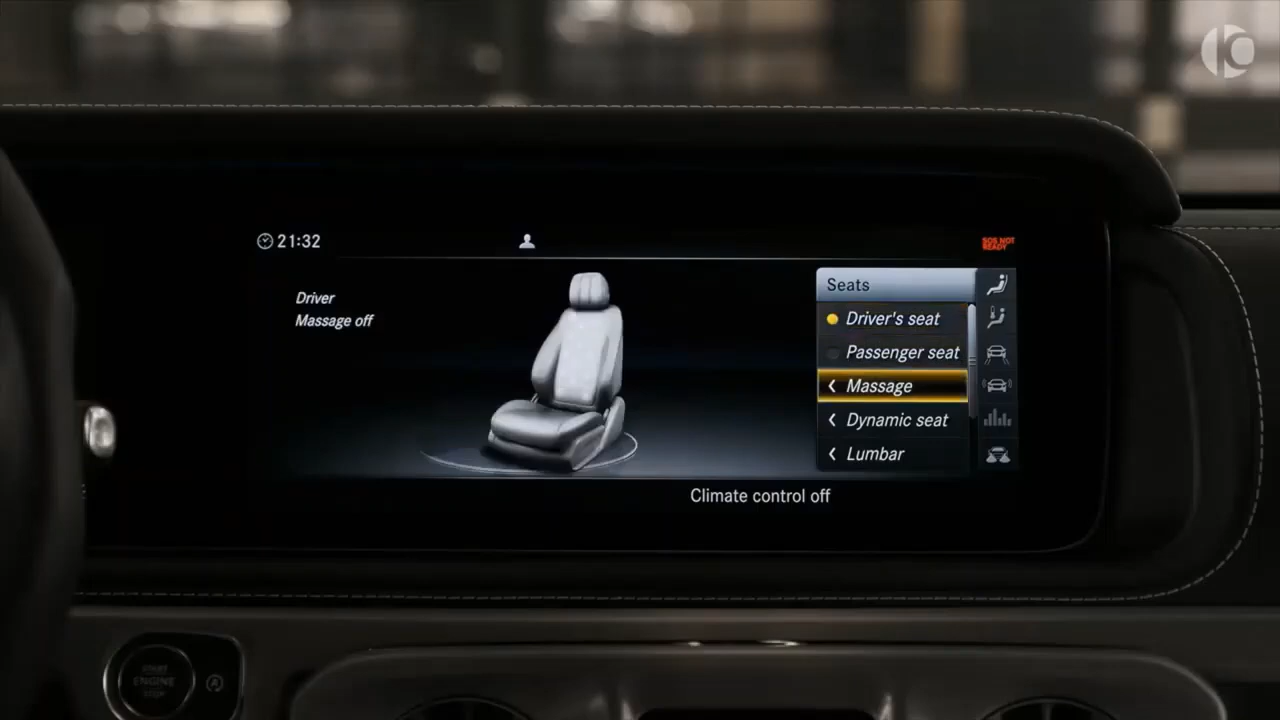 21:32
SOS NOT
READY
Driver
Massage off
Seats
Driver's seat
Passenger seat
Massage
Dynamic seat
Lumbar
Climate control off
START
ENGINE
STOP